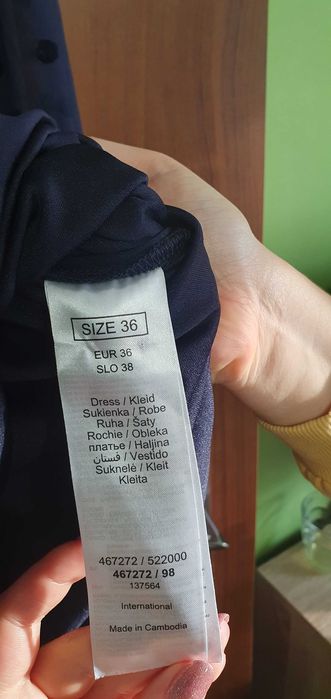 SIZE 36
EUR 36
SLO 38
Dress / Kleid
Sukienka / Robe
Ruha / Šaty
Rochie / Obleka
платье / Haljina
فستان / Vestido
Suknelė / Kleit
Kleita
467272 / 522000
467272 / 98
137564
International
Made in Cambodia